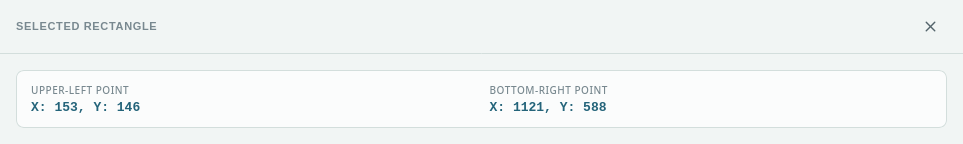 SELECTED RECTANGLE
UPPER-LEFT POINT
X: 153, Y: 146
BOTTOM-RIGHT POINT
X: 1121, Y: 588